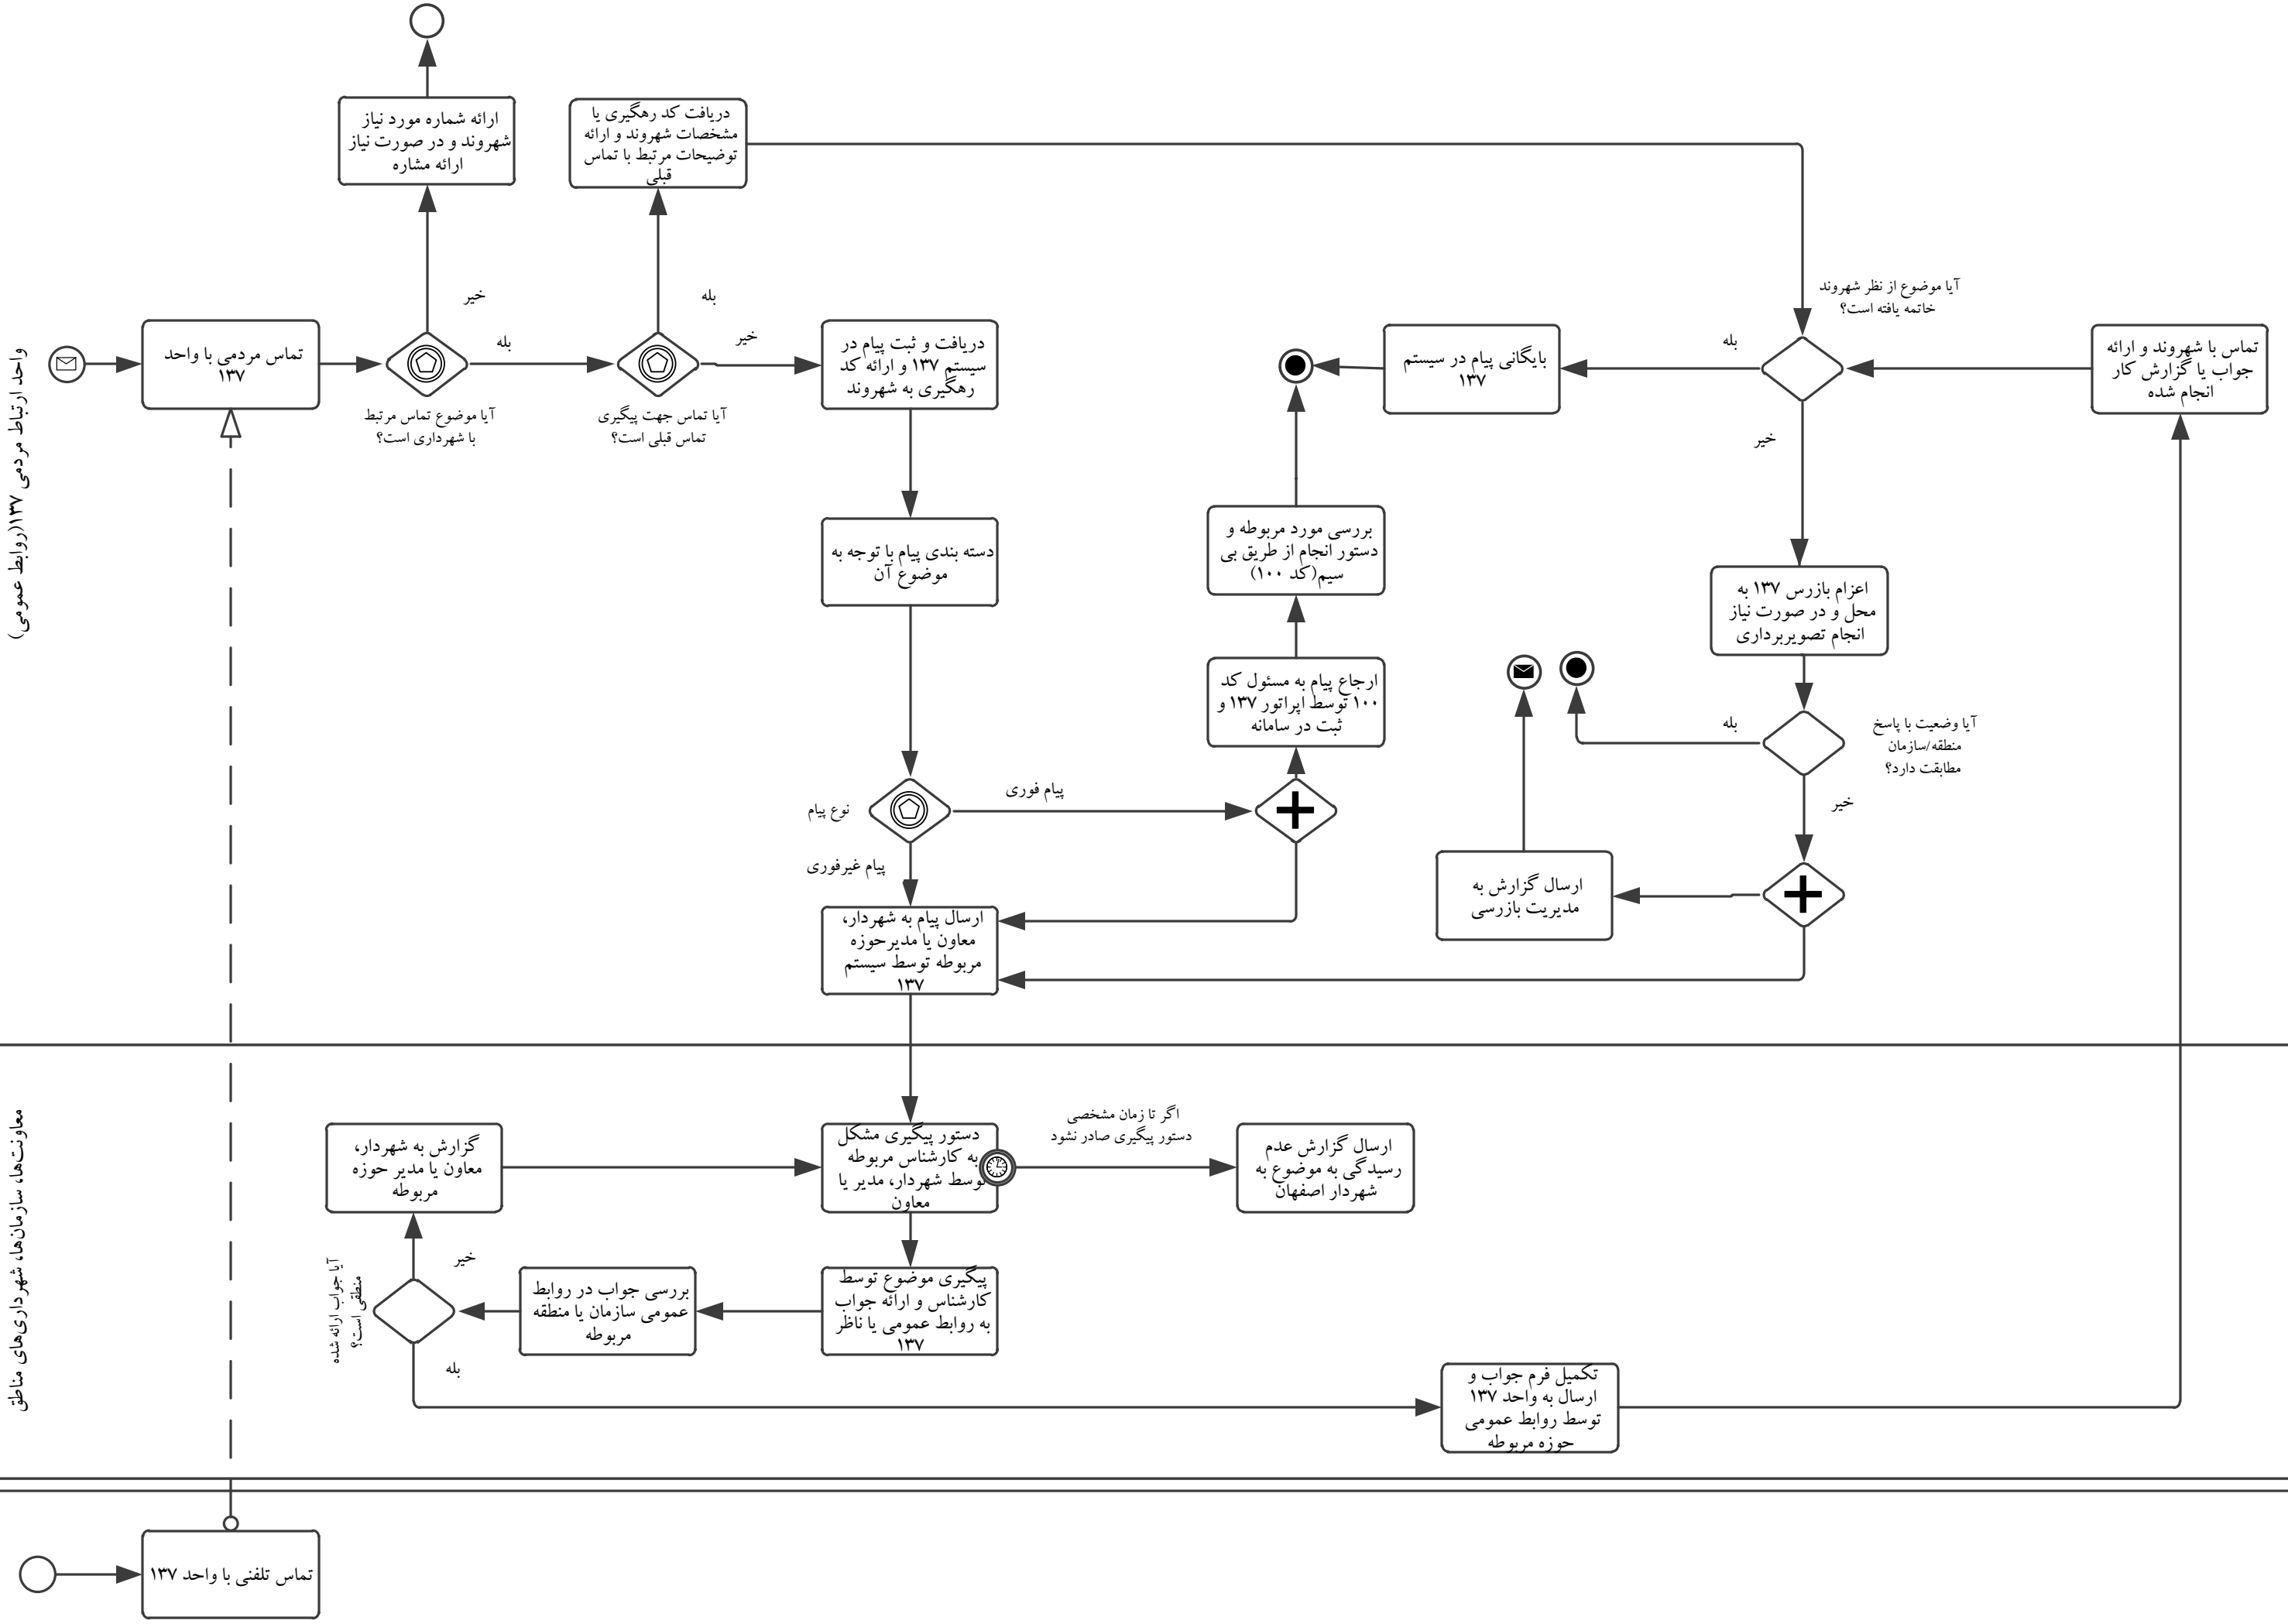 ارائه شماره مورد نیاز
شهروند و در صورت نیاز
ارائه مشاره
دریافت کد رهگیری یا
مشخصات شهروند و ارائه
توضیحات مرتبط با تماس
قبلی
خیر
بله
واحد ارتباط مردمی ۱۳۷(روابط عمومی)
تماس مردمی با واحد
۱۳۷
بله
خیر
آیا موضوع تماس مرتبط
با شهرداری است؟
آیا تماس جهت پیگیری
تماس قبلی است؟
دریافت و ثبت پیام در
سیستم ۱۳۷ و ارائه کد
رهگیری به شهروند
بایگانی پیام در سیستم
۱۳۷
بله
آیا موضوع از نظر شهروند
خاتمه یافته است؟
تماس با شهروند و ارائه
جواب یا گزارش کار
انجام شده
خیر
دسته بندی پیام با توجه به
موضوع آن
بررسی مورد مربوطه و
دستور انجام از طریق بی
سیم(کد ۱۰۰)
اعزام بازرس ۱۳۷ به
محل و در صورت نیاز
انجام تصویربرداری
ارجاع پیام به مسئول کد
۱۰۰ توسط اپراتور ۱۳۷ و
ثبت در سامانه
بله
آیا وضعیت با پاسخ
منطقه/سازمان
مطابقت دارد؟
خیر
نوع پیام
پیام فوری
پیام غیرفوری
ارسال گزارش به
مدیریت بازرسی
ارسال پیام به شهردار،
معاون یا مدیرحوزه
مربوطه توسط سیستم
۱۳۷
معاونت‌ها، سازمان‌ها، شهرداری‌های مناطق
گزارش به شهردار،
معاون یا مدیر حوزه
مربوطه
دستور پیگیری مشکل
به کارشناس مربوطه
توسط شهردار، مدیر یا
معاون
اگر تا زمان مشخصی
دستور پیگیری صادر نشود
ارسال گزارش عدم
رسیدگی به موضوع به
شهردار اصفهان
خیر
آیا جواب ارائه شده
منطقی است؟
بله
بررسی جواب در روابط
عمومی سازمان یا منطقه
مربوطه
پیگیری موضوع توسط
کارشناس و ارائه جواب
به روابط عمومی یا ناظر
۱۳۷
تکمیل فرم جواب و
ارسال به واحد ۱۳۷
توسط روابط عمومی
حوزه مربوطه
تماس تلفنی با واحد ۱۳۷